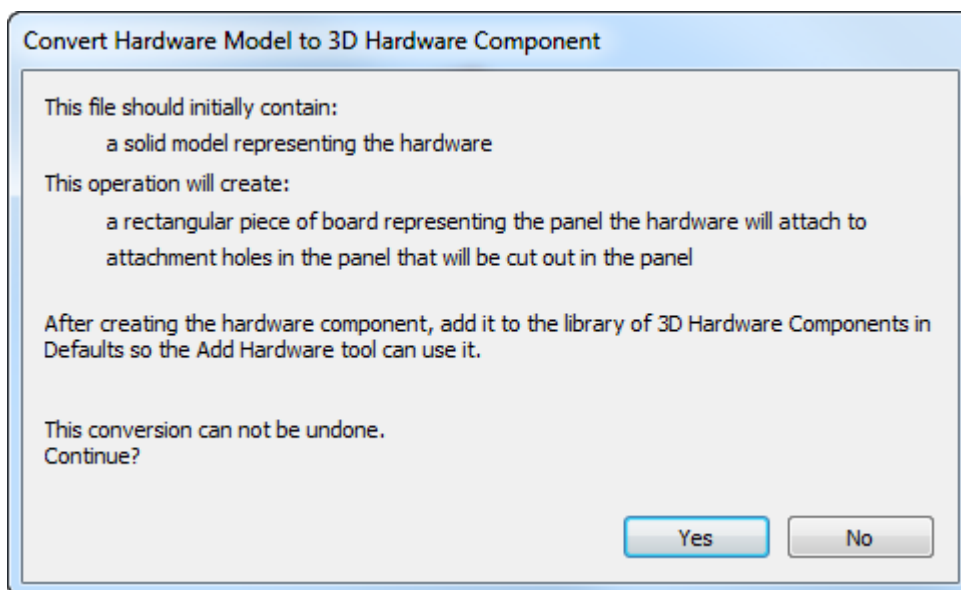 Convert Hardware Model to 3D Hardware Component
This file should initially contain:
a solid model representing the hardware
This operation will create:
a rectangular piece of board representing the panel the hardware will attach to
attachment holes in the panel that will be cut out in the panel
After creating the hardware component, add it to the library of 3D Hardware Components in
Defaults so the Add Hardware tool can use it.
This conversion can not be undone.
Continue?
Yes
No